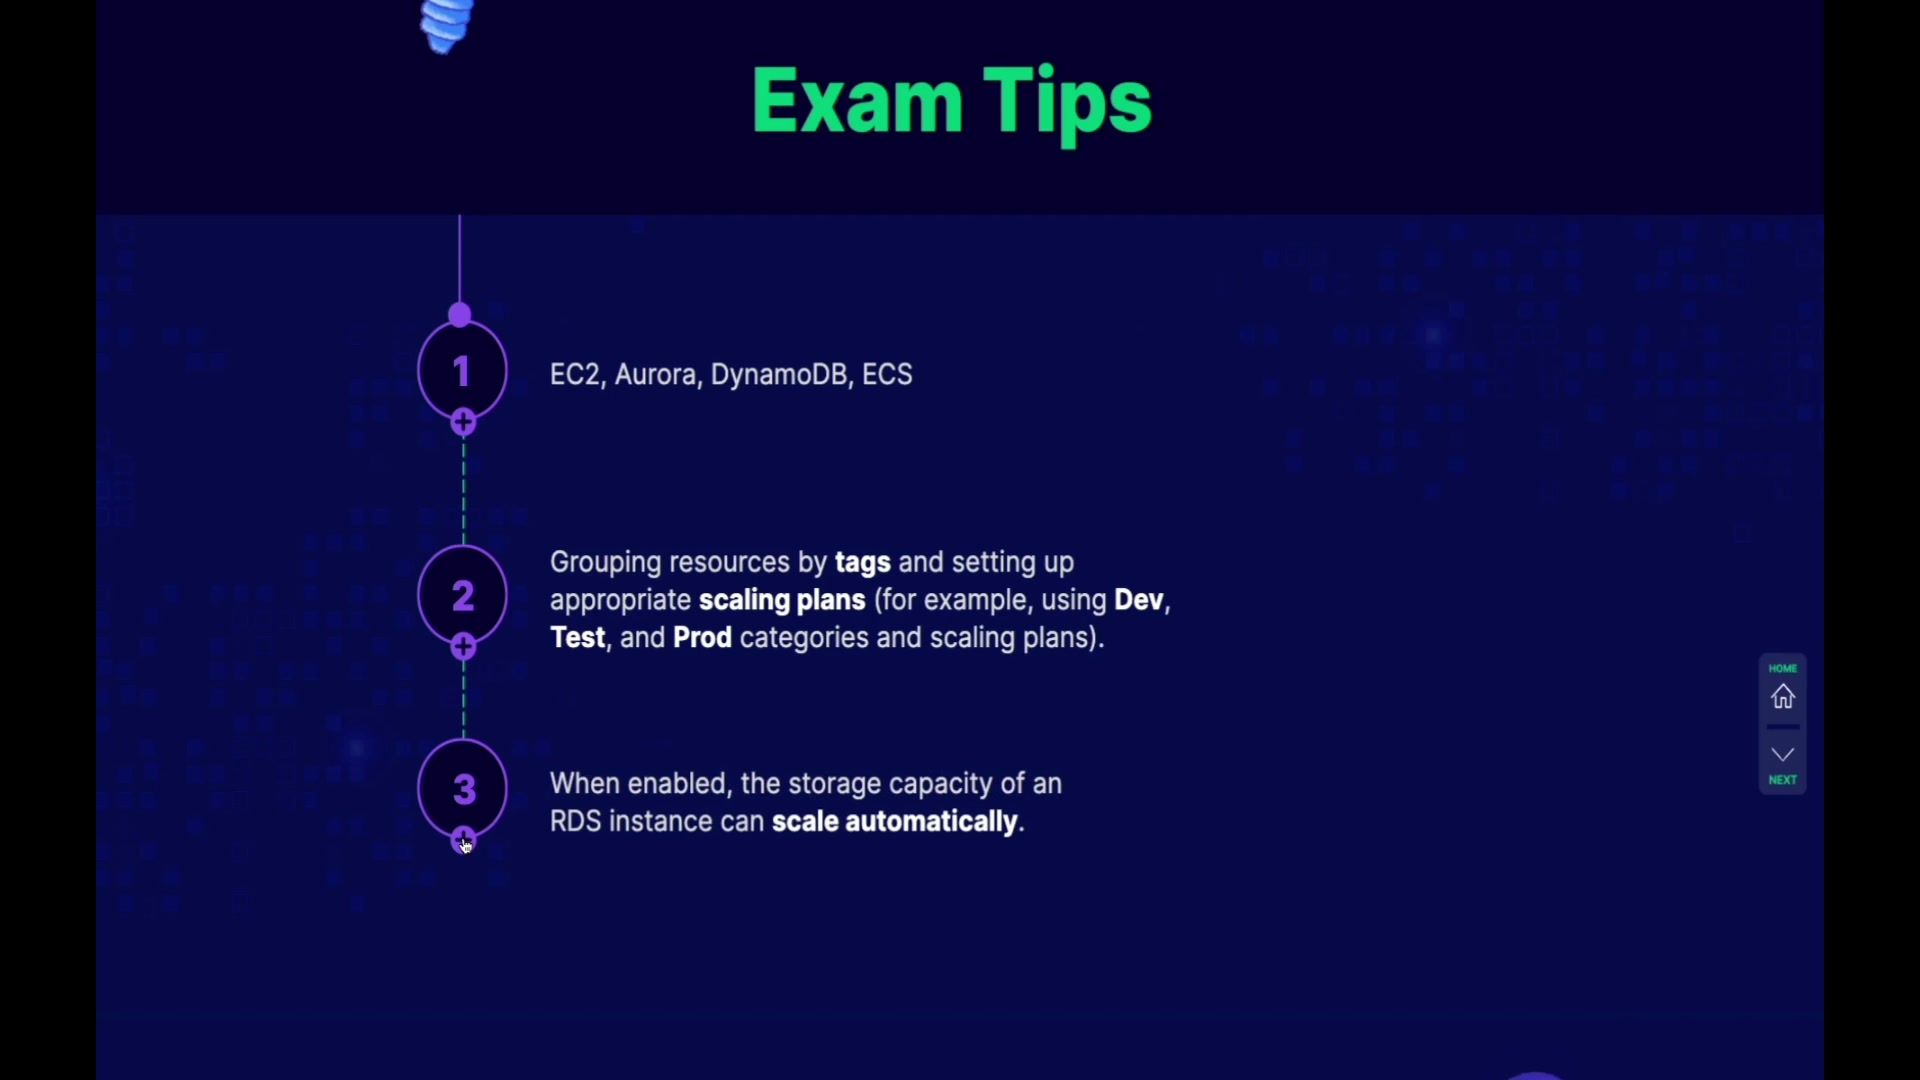 Exam Tips
1
EC2, Aurora, DynamoDB, ECS
2
Grouping resources by tags and setting up
appropriate scaling plans (for example, using Dev,
Test, and Prod categories and scaling plans).
3
When enabled, the storage capacity of an
RDS instance can scale automatically.
HOME
NEXT